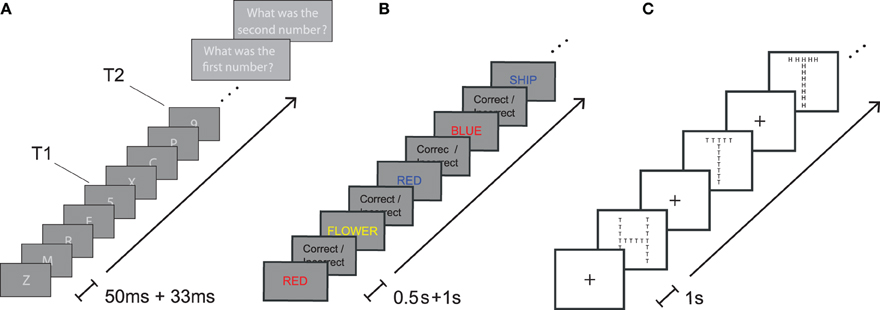 A
What was the
second number?
What was the
first number?
T2
9
P
C
X
T1
5
F
R
M
Z
50ms + 33ms
B
SHIP
Correct /
Incorrect
BLUE
Correc /
Incorrect
RED
Correct /
Incorrect
FLOWER
Correct /
Incorrect
RED
0.5s+1s
C
H H H H H
H
H
H
H
H
H
+
T T T T T
T
T
T
T
T
T
+
T T
T T
T T
T T T T T T
T T
T T
T T
+
1s